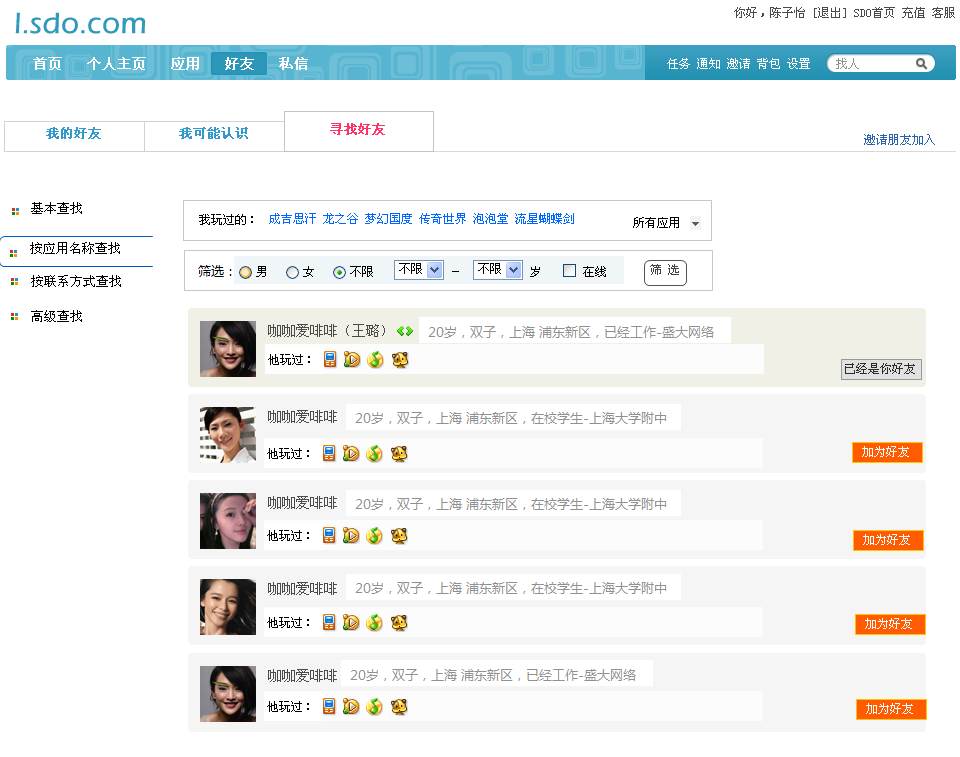 你好，陈子怡 [退出] SDO首页 充值 客服
l.sdo.com
首页 个人主页 应用 好友 私信 任务 通知 邀请 背包 设置 找人
我的好友 我可能认识 寻找好友
邀请朋友加入
基本查找
按应用名称查找
按联系方式查找
高级查找
我玩过的： 成吉思汗 龙之谷 梦幻国度 传奇世界 泡泡堂 流星蝴蝶剑 所有应用
筛选： 男 女 不限 不限 – 不限 岁 在线 筛 选
咖咖爱啡啡（王璐） 20岁，双子，上海 浦东新区，已经工作-盛大网络
他玩过：
已经是你好友
咖咖爱啡啡 20岁，双子，上海 浦东新区，在校学生-上海大学附中
他玩过：
加为好友
咖咖爱啡啡 20岁，双子，上海 浦东新区，在校学生-上海大学附中
他玩过：
加为好友
咖咖爱啡啡 20岁，双子，上海 浦东新区，在校学生-上海大学附中
他玩过：
加为好友
咖咖爱啡啡 20岁，双子，上海 浦东新区，已经工作-盛大网络
他玩过：
加为好友